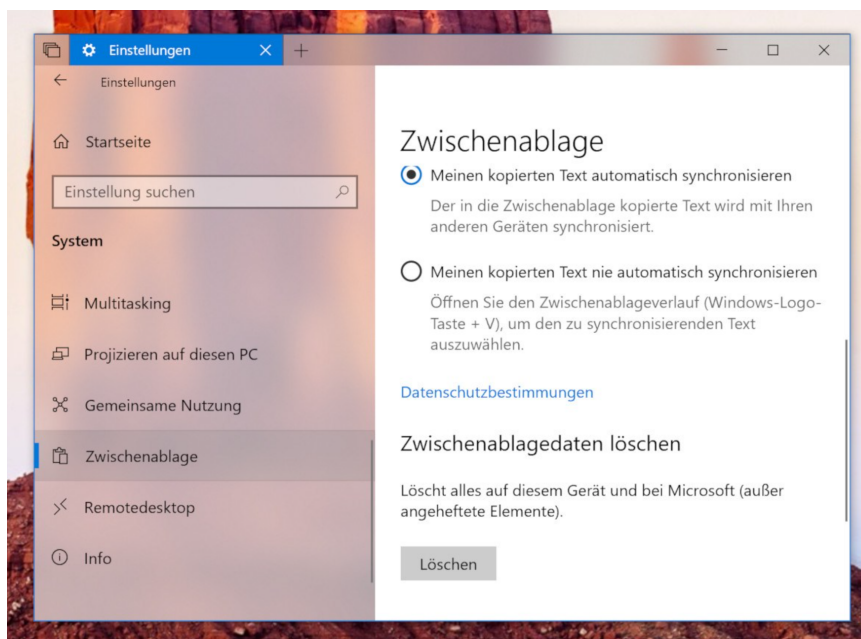 Einstellungen
Einstellungen
Startseite
Einstellung suchen
System
Multitasking
Projizieren auf diesen PC
Gemeinsame Nutzung
Zwischenablage
Remotedesktop
Info
Zwischenablage
Meinen kopierten Text automatisch synchronisieren
Der in die Zwischenablage kopierte Text wird mit Ihren
anderen Geräten synchronisiert.
Meinen kopierten Text nie automatisch synchronisieren
Öffnen Sie den Zwischenablageverlauf (Windows-Logo-
Taste + V), um den zu synchronisierenden Text
auszuwählen.
Datenschutzbestimmungen
Zwischenablagedaten löschen
Löscht alles auf diesem Gerät und bei Microsoft (außer
angeheftete Elemente).
Löschen